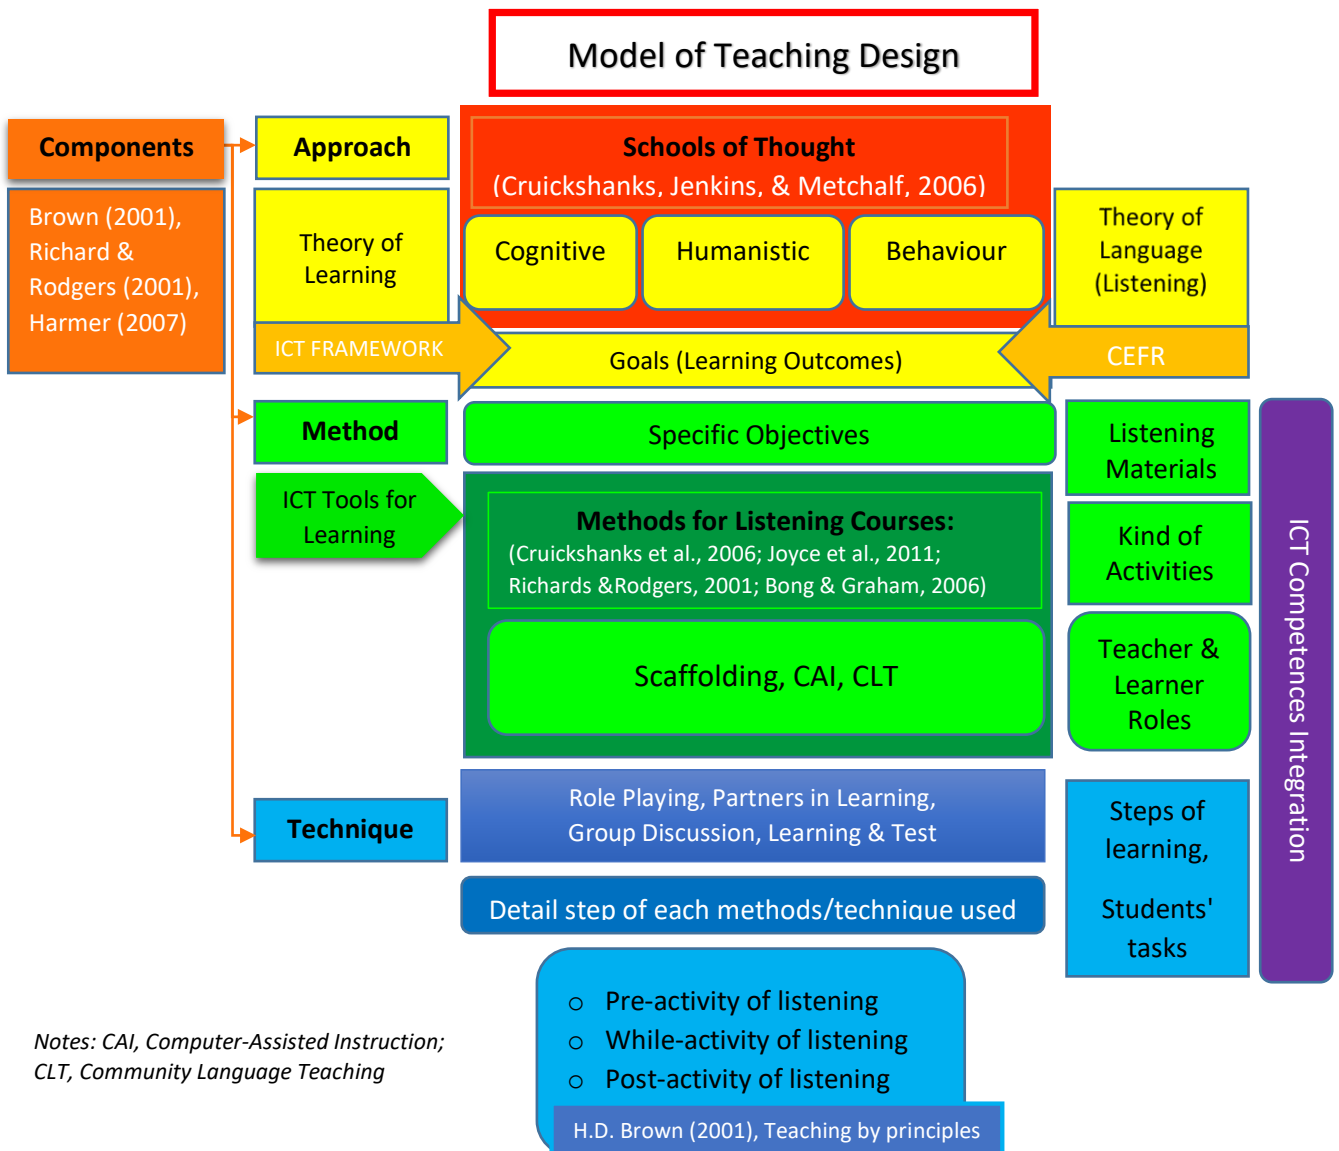 Model of Teaching Design
Components
Brown (2001),
Richard &
Rodgers (2001),
Harmer (2007)
Approach
Theory of
Learning
ICT FRAMEWORK
Schools of Thought
(Cruickshanks, Jenkins, & Metchalf, 2006)
Cognitive
Humanistic
Behaviour
Theory of
Language
(Listening)
CEFR
Goals (Learning Outcomes)
Method
Specific Objectives
Listening
Materials
ICT Tools for
Learning
Methods for Listening Courses:
(Cruickshanks et al., 2006; Joyce et al., 2011;
Richards &Rodgers, 2001; Bong & Graham, 2006)
Kind of
Activities
Scaffolding, CAI, CLT
Teacher &
Learner
Roles
ICT Competences Integration
Technique
Role Playing, Partners in Learning,
Group Discussion, Learning & Test
Steps of
learning,
Students'
tasks
Detail step of each methods/technique used
o Pre-activity of listening
o While-activity of listening
o Post-activity of listening
H.D. Brown (2001), Teaching by principles
Notes: CAI, Computer-Assisted Instruction;
CLT, Community Language Teaching